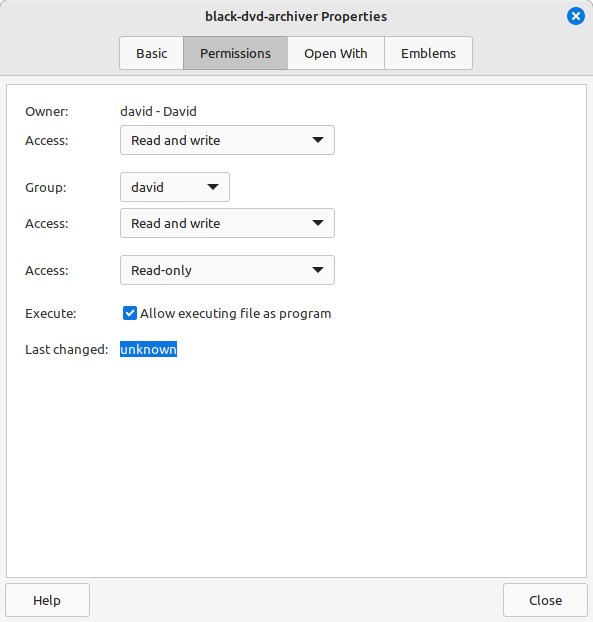 black-dvd-archiver Properties
Basic Permissions Open With Emblems
Owner: david - David
Access: Read and write
Group: david
Access: Read and write
Access: Read-only
Execute: Allow executing file as program
Last changed: unknown
Help Close